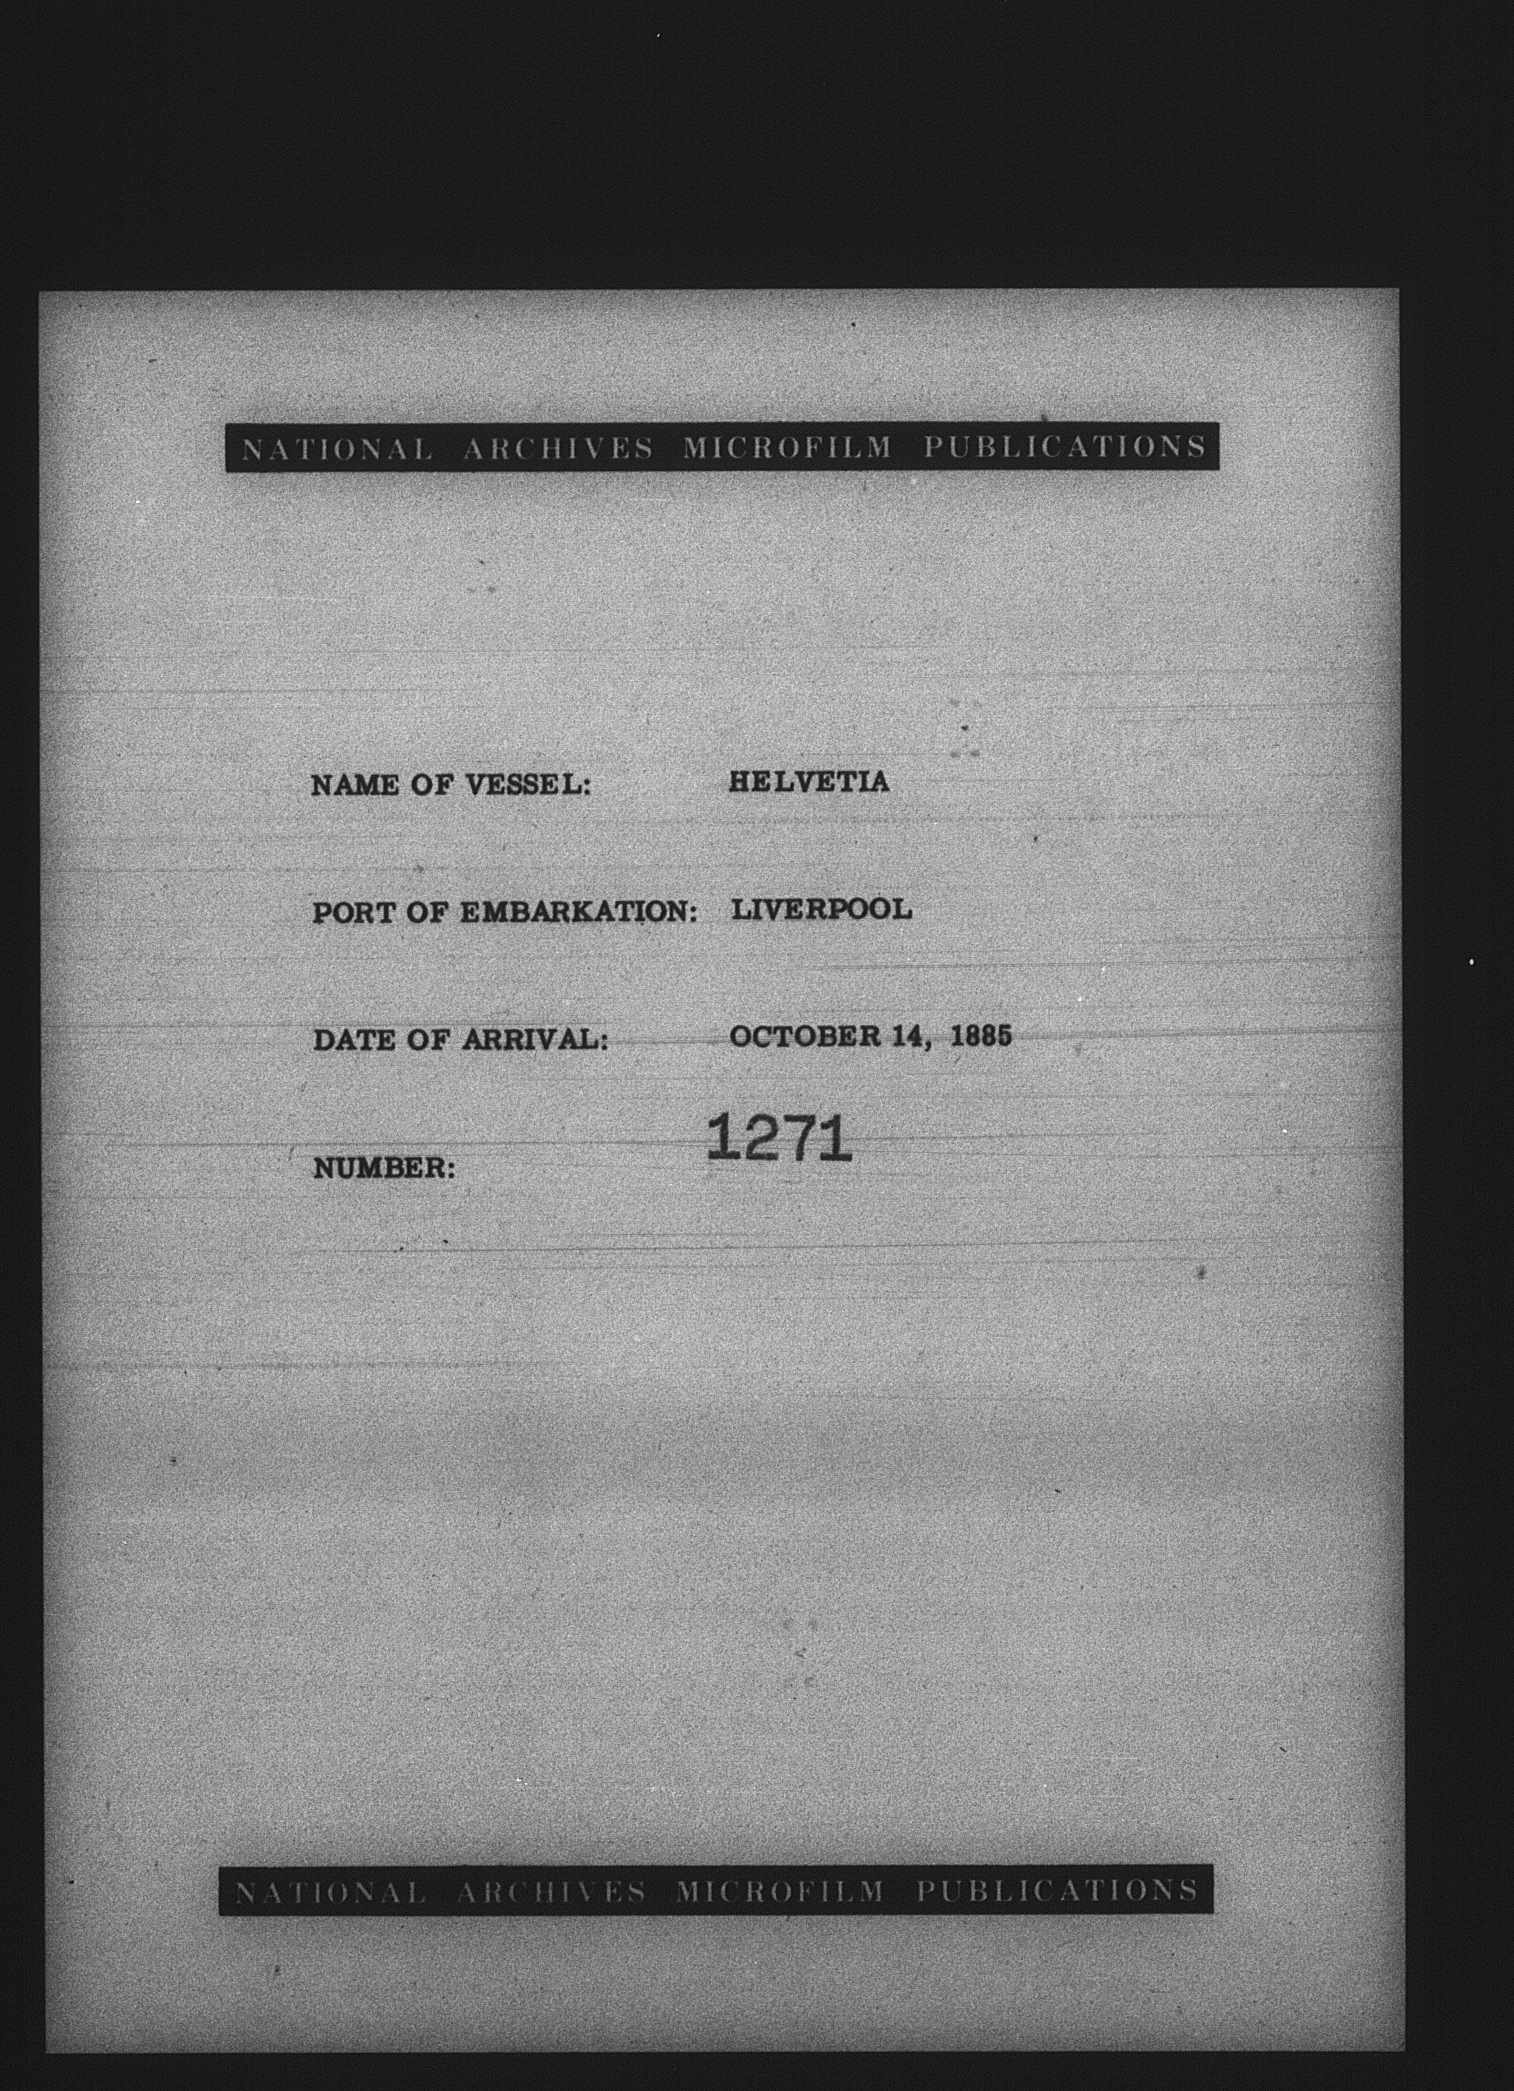 NATIONAL ARCHIVES MICROFILM PUBLICATIONS
NAME OF VESSEL: HELVETIA
PORT OF EMBARKATION: LIVERPOOL
DATE OF ARRIVAL: OCTOBER 14, 1885
NUMBER: 1271
NATIONAL ARCHIVES MICROFILM PUBLICATIONS